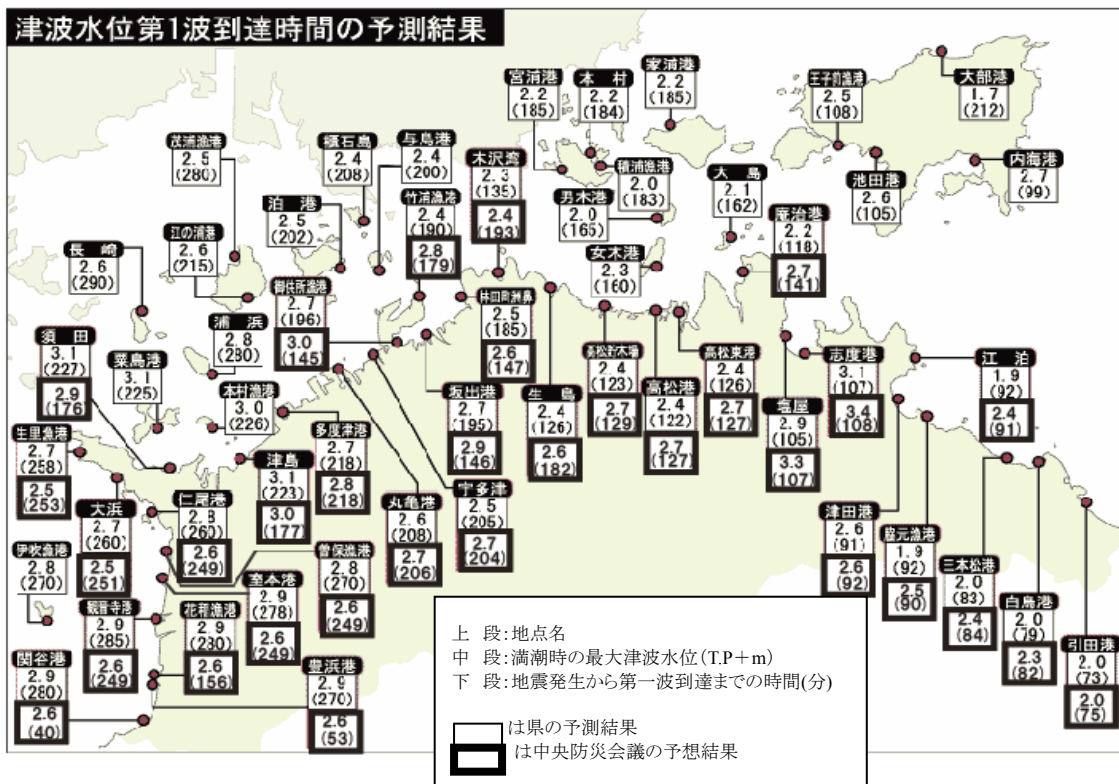 津波水位第1波到達時間の予測結果
宮浦港
2.2
(185)
本村
2.2
(184)
家浦港
2.2
(185)
王子前漁港
2.5
(108)
大部港
1.7
(212)
茂浦漁港
2.5
(280)
櫃石島
2.4
(208)
与島港
2.4
(200)
木沢湾
2.3
(135)
2.4
(193)
積浦漁港
2.0
(183)
大島
2.1
(162)
池田港
2.6
(105)
内海港
2.7
(99)
泊港
2.5
(202)
竹浦漁港
2.4
(190)
2.8
(179)
男木港
2.0
(165)
庵治港
2.2
(118)
2.7
(141)
長崎
2.6
(290)
江の浦港
2.6
(215)
女木港
2.3
(160)
御供所漁港
2.7
(196)
3.0
(145)
林田町瀬鼻
2.5
(185)
2.6
(147)
須田
3.1
(227)
2.9
(176)
浦浜
2.8
(280)
粟島港
3.1
(225)
高松貯木場
2.4
(123)
2.7
(129)
高松港
2.4
(122)
2.7
(127)
高松東港
2.4
(126)
2.7
(127)
志度港
3.1
(107)
3.4
(108)
江泊
1.9
(92)
2.4
(91)
本村漁港
3.0
(226)
坂出港
2.7
(195)
2.9
(146)
生島
2.4
(126)
2.6
(182)
塩屋
2.9
(105)
3.3
(107)
生里漁港
2.7
(258)
2.5
(253)
多度津港
2.7
(218)
2.8
(218)
津島
3.1
(223)
3.0
(177)
大浜
2.7
(260)
2.5
(251)
仁尾港
2.8
(260)
2.6
(249)
丸亀港
2.6
(208)
2.7
(206)
宇多津
2.5
(205)
2.7
(204)
津田港
2.6
(91)
2.6
(92)
脇元漁港
1.9
(92)
2.5
(90)
伊吹漁港
2.8
(270)
曽保漁港
2.8
(270)
2.6
(249)
室本港
2.9
(278)
2.6
(249)
三本松港
2.0
(83)
2.4
(84)
白鳥港
2.0
(79)
2.3
(82)
引田港
2.0
(73)
2.0
(75)
観音寺港
2.9
(285)
2.6
(249)
花稲漁港
2.9
(280)
2.6
(156)
関谷港
2.9
(280)
2.6
(40)
豊浜港
2.9
(270)
2.6
(53)
上 段:地点名
中 段:満潮時の最大津波水位(T.P+m)
下 段:地震発生から第一波到達までの時間(分)
は県の予測結果
は中央防災会議の予想結果